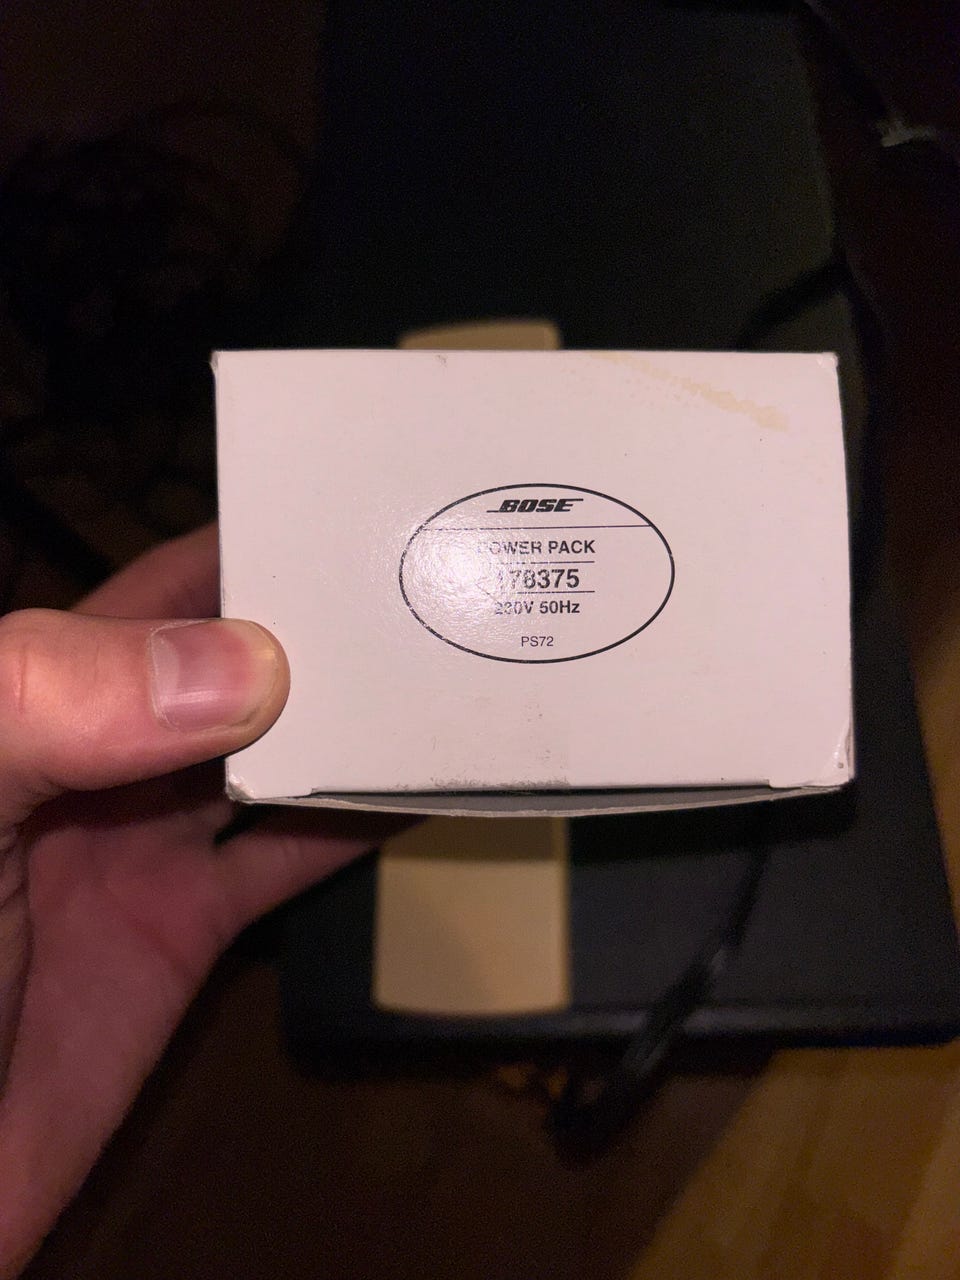 BOSE
POWER PACK
178375
230V 50Hz
PS72